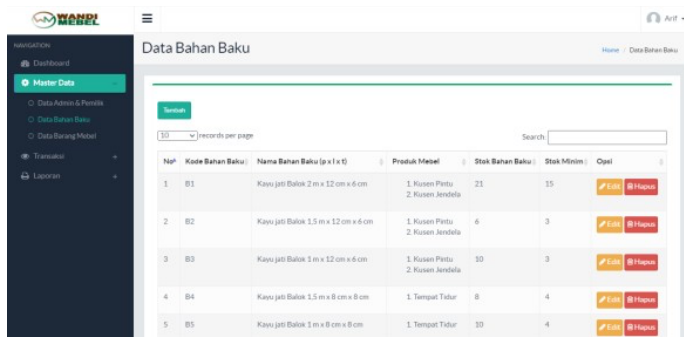 WANDI
MEBEL
Arif
NAVIGATION
Dashboard
Master Data
Data Admin & Pemilik
Data Bahan Baku
Data Barang Mebel
Transaksi
Laporan
Data Bahan Baku
Home / Data Bahan Baku
Tambah
10 records per page
Search:
No Kode Bahan Baku Nama Bahan Baku (p x l x t) Produk Mebel Stok Bahan Baku Stok Minim Opsi
1 B1 Kayu jati Balok 2 m x 12 cm x 6 cm 1. Kusen Pintu 21 15 Edit Hapus
2. Kusen Jendela
2 B2 Kayu jati Balok 1,5 m x 12 cm x 6 cm 1. Kusen Pintu 6 3 Edit Hapus
2. Kusen Jendela
3 B3 Kayu jati Balok 1 m x 12 cm x 6 cm 1. Kusen Pintu 10 3 Edit Hapus
2. Kusen Jendela
4 B4 Kayu jati Balok 1,5 m x 8 cm x 8 cm 1. Tempat Tidur 8 4 Edit Hapus
5 B5 Kayu jati Balok 1 m x 8 cm x 8 cm 1. Tempat Tidur 10 4 Edit Hapus